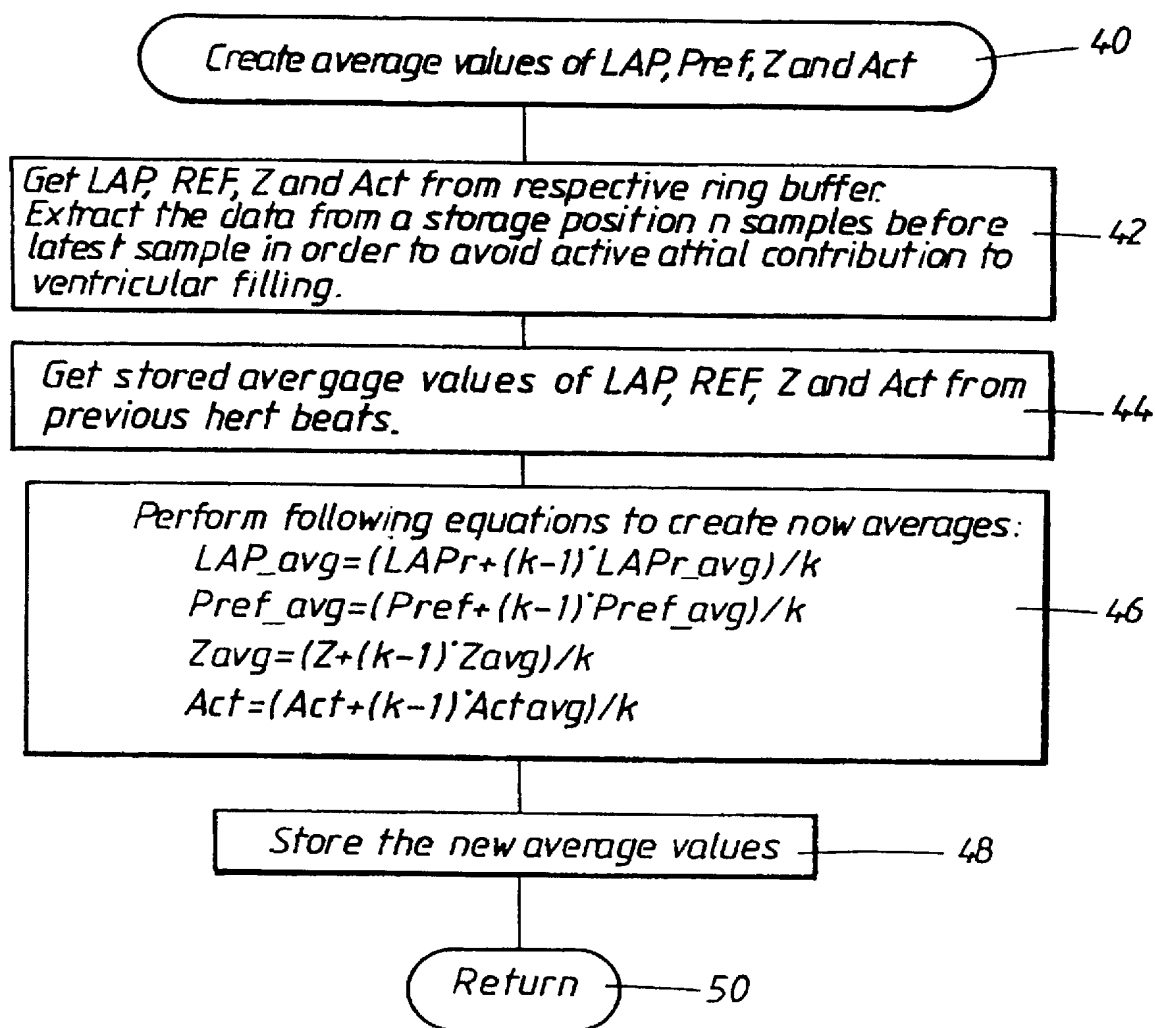 Create average values of LAP, Pref, Z and Act
40
Get LAP, REF, Z and Act from respective ring buffer.
Extract the data from a storage position n samples before
latest sample in order to avoid active attial contribution to
ventricular filling.
42
Get stored avergage values of LAP, REF, Z and Act from
previous hert beats.
44
Perform following equations to create now averages:
LAP_avg=(LAPr+(k-1)·LAPr_avg)/k
Pref_avg=(Pref+(k-1)·Pref_avg)/k
Zavg=(Z+(k-1)·Zavg)/k
Act=(Act+(k-1)·Actavg)/k
46
Store the new average values
48
Return
50